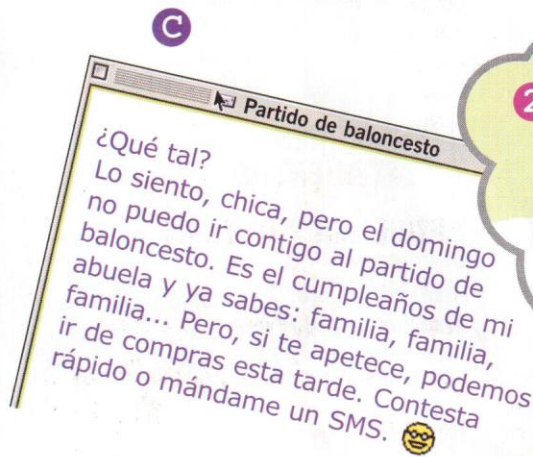 C
Partido de baloncesto
2
¿Qué tal?
Lo siento, chica, pero el domingo
no puedo ir contigo al partido de
baloncesto. Es el cumpleaños de mi
abuela y ya sabes: familia, familia,
familia... Pero, si te apetece, podemos
ir de compras esta tarde. Contesta
rápido o mándame un SMS.